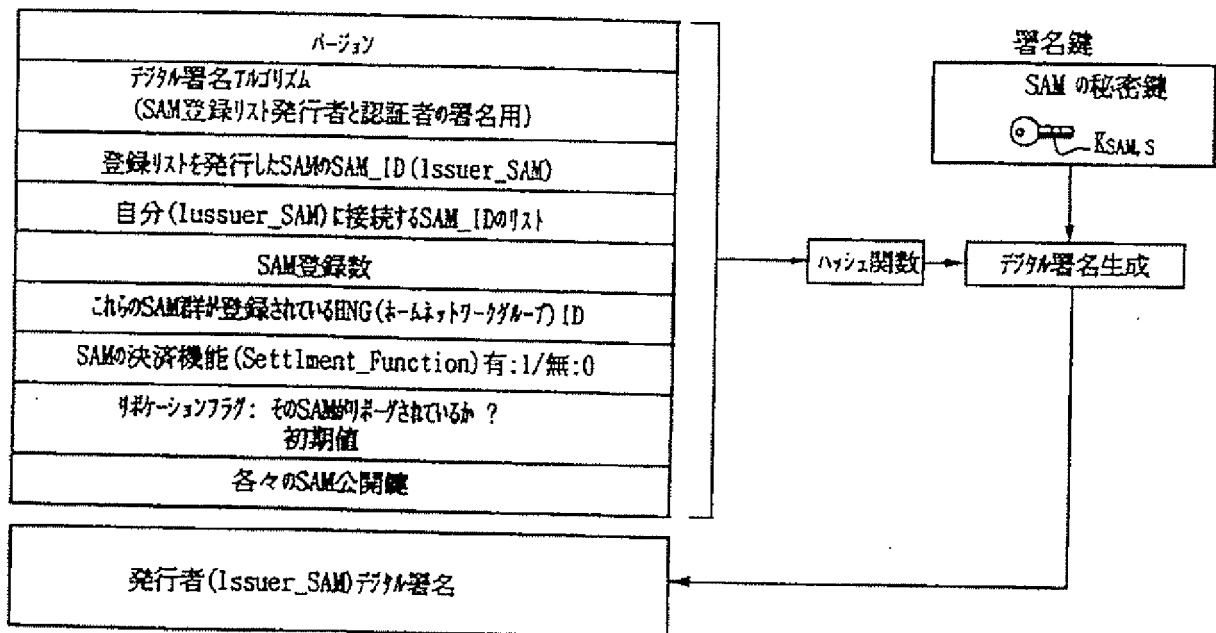 バージョン
デジタル署名アルゴリズム
(SAM登録リスト発行者と認証者の署名用)
登録リストを発行したSAMのSAM_ID(Issuer_SAM)
自分(Iussuer_SAM)に接続するSAM_IDのリスト
SAM登録数
これらのSAM群が登録されているHNG(ホームネットワークグループ)ID
SAMの決済機能(Settlment_Function)有:1/無:0
リボケーションフラグ: そのSAMがリボークされているか ?
初期値
各々のSAM公開鍵
発行者(Issuer_SAM)デジタル署名
ハッシュ関数
署名鍵
SAM の秘密鍵
KSAM,S
デジタル署名生成